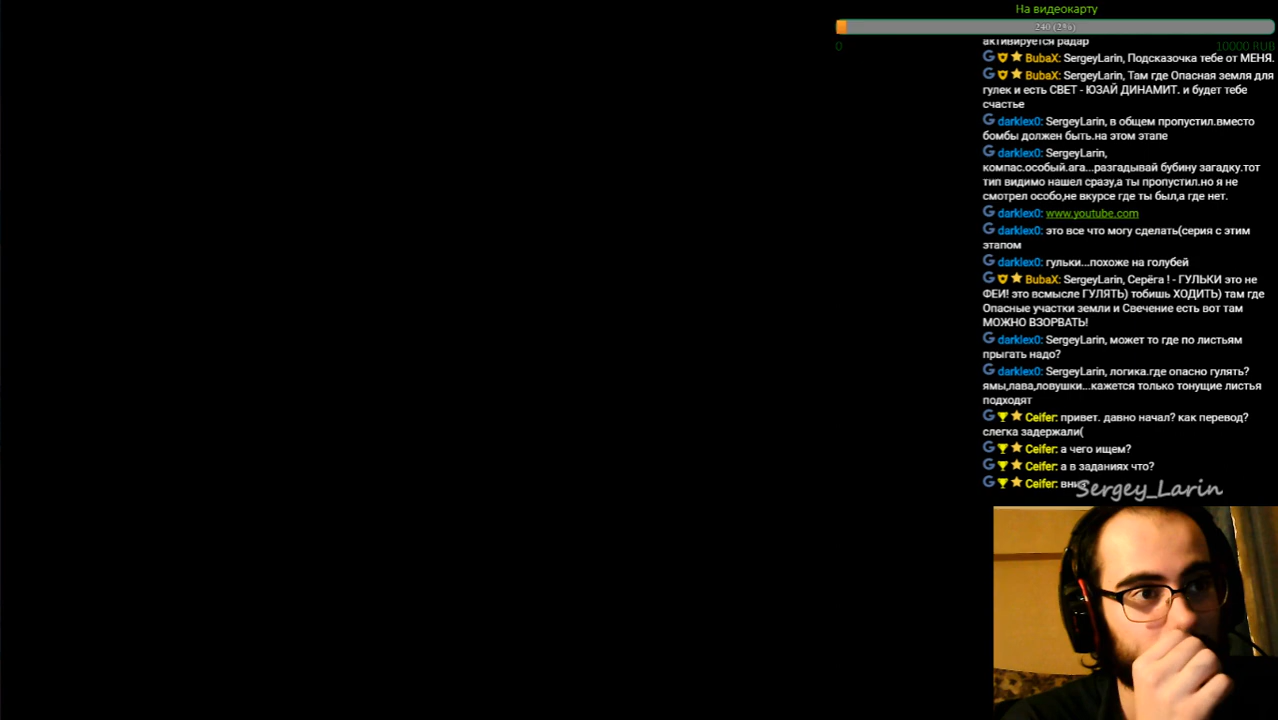 На видеокарту
240 (2%)
0
10000 RUB
активируется радар
BubaX: SergeyLarin, Подсказочка тебе от МЕНЯ.
BubaX: SergeyLarin, Там где Опасная земля для
гулек и есть СВЕТ - ЮЗАЙ ДИНАМИТ. и будет тебе
счастье
darklex0: SergeyLarin, в общем пропустил.вместо
бомбы должен быть.на этом этапе
darklex0: SergeyLarin,
компас.особый.ага...разгадывай бубину загадку.тот
тип видимо нашел сразу,а ты пропустил.но я не
смотрел особо,не вкурсе где ты был,а где нет.
darklex0: www.youtube.com
darklex0: это все что могу сделать(серия с этим
этапом
darklex0: гульки...похоже на голубей
BubaX: SergeyLarin, Серёга ! - ГУЛЬКИ это не
ФЕИ! это всмысле ГУЛЯТЬ) тобишь ХОДИТЬ) там где
Опасные участки земли и Свечение есть вот там
МОЖНО ВЗОРВАТЬ!
darklex0: SergeyLarin, может то где по листьям
прыгать надо?
darklex0: SergeyLarin, логика.где опасно гулять?
ямы,лава,ловушки...кажется только тонущие листья
подходят
Ceifer: привет. давно начал? как перевод?
слегка задержали(
Ceifer: а чего ищем?
Ceifer: а в заданиях что?
Ceifer: вниз
Sergey_Larin